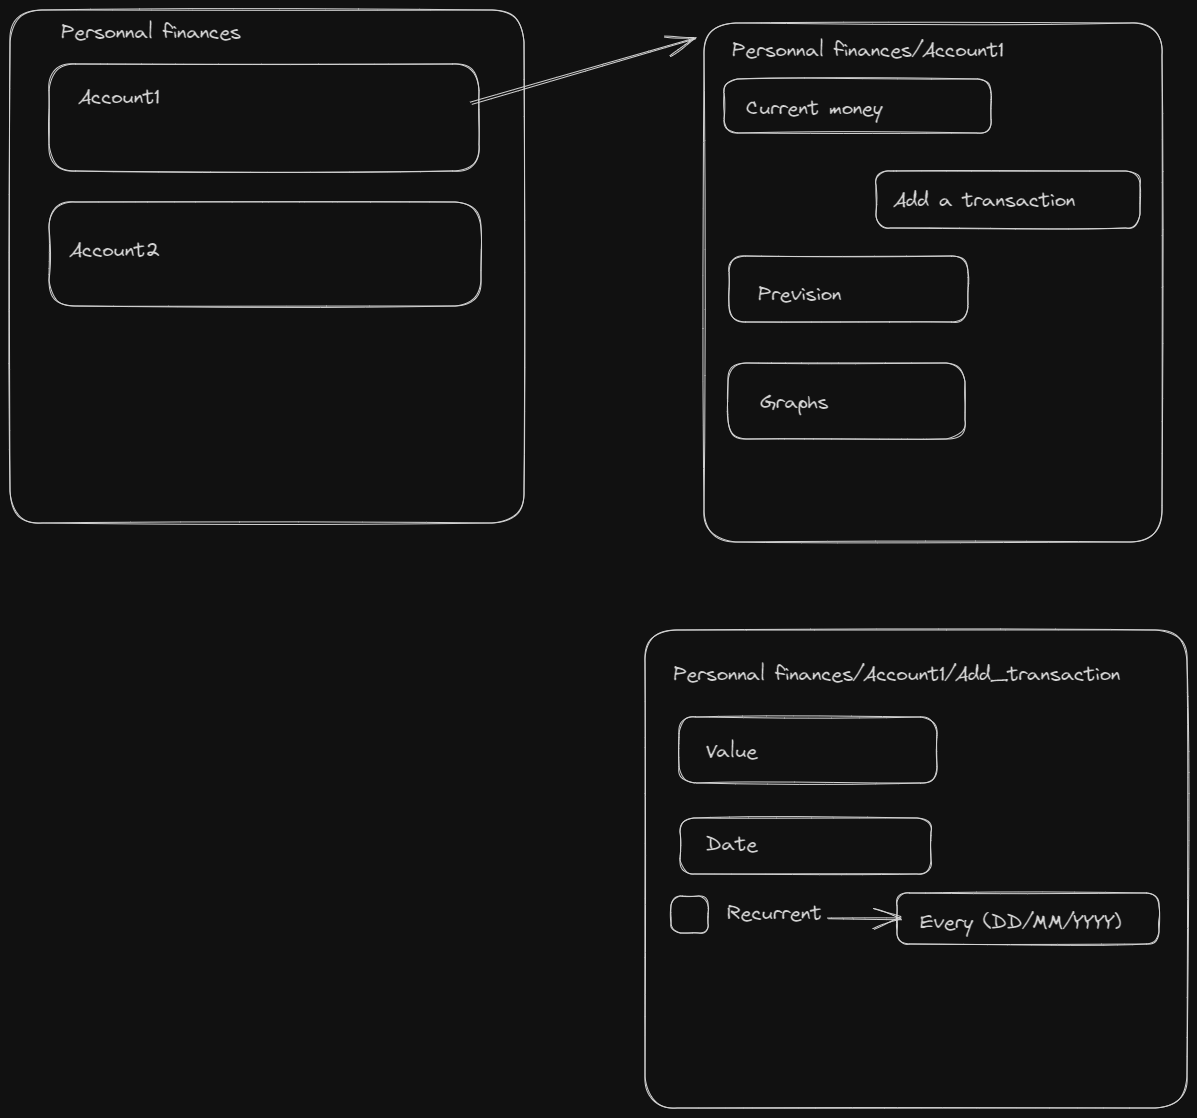 Personnal finances
Account1
Account2
Personnal finances/Account1
Current money
Add a transaction
Prevision
Graphs
Personnal finances/Account1/Add_transaction
Value
Date
Recurrent
Every (DD/MM/YYYY)